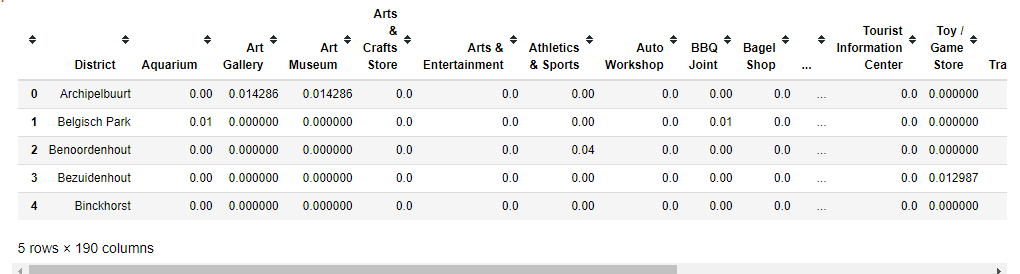 District Aquarium Art Gallery Art Museum Arts & Crafts Store Arts & Entertainment Athletics & Sports Auto Workshop BBQ Joint Bagel Shop ... Tourist Information Center Toy / Game Store Tra
0 Archipelbuurt 0.00 0.014286 0.014286 0.0 0.0 0.00 0.0 0.00 0.0 ... 0.0 0.000000
1 Belgisch Park 0.01 0.000000 0.000000 0.0 0.0 0.00 0.0 0.01 0.0 ... 0.0 0.000000
2 Benoordenhout 0.00 0.000000 0.000000 0.0 0.0 0.04 0.0 0.00 0.0 ... 0.0 0.000000
3 Bezuidenhout 0.00 0.000000 0.000000 0.0 0.0 0.00 0.0 0.00 0.0 ... 0.0 0.012987
4 Binckhorst 0.00 0.000000 0.000000 0.0 0.0 0.00 0.0 0.00 0.0 ... 0.0 0.000000
5 rows × 190 columns